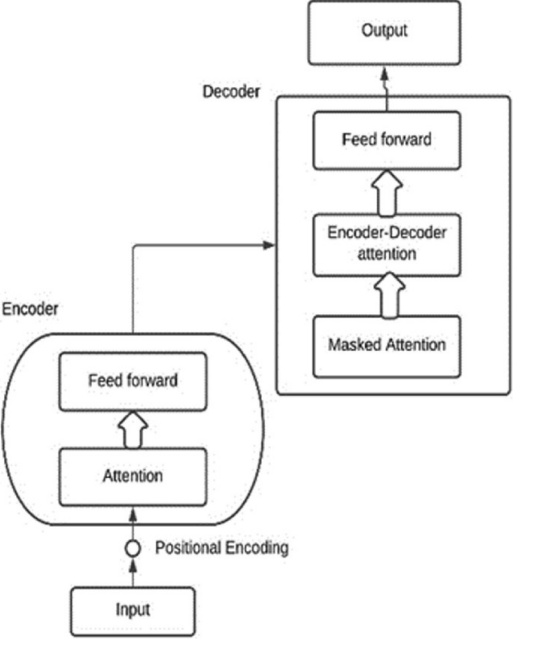 Output
Decoder
Feed forward
Encoder-Decoder
attention
Masked Attention
Encoder
Feed forward
Attention
Positional Encoding
Input